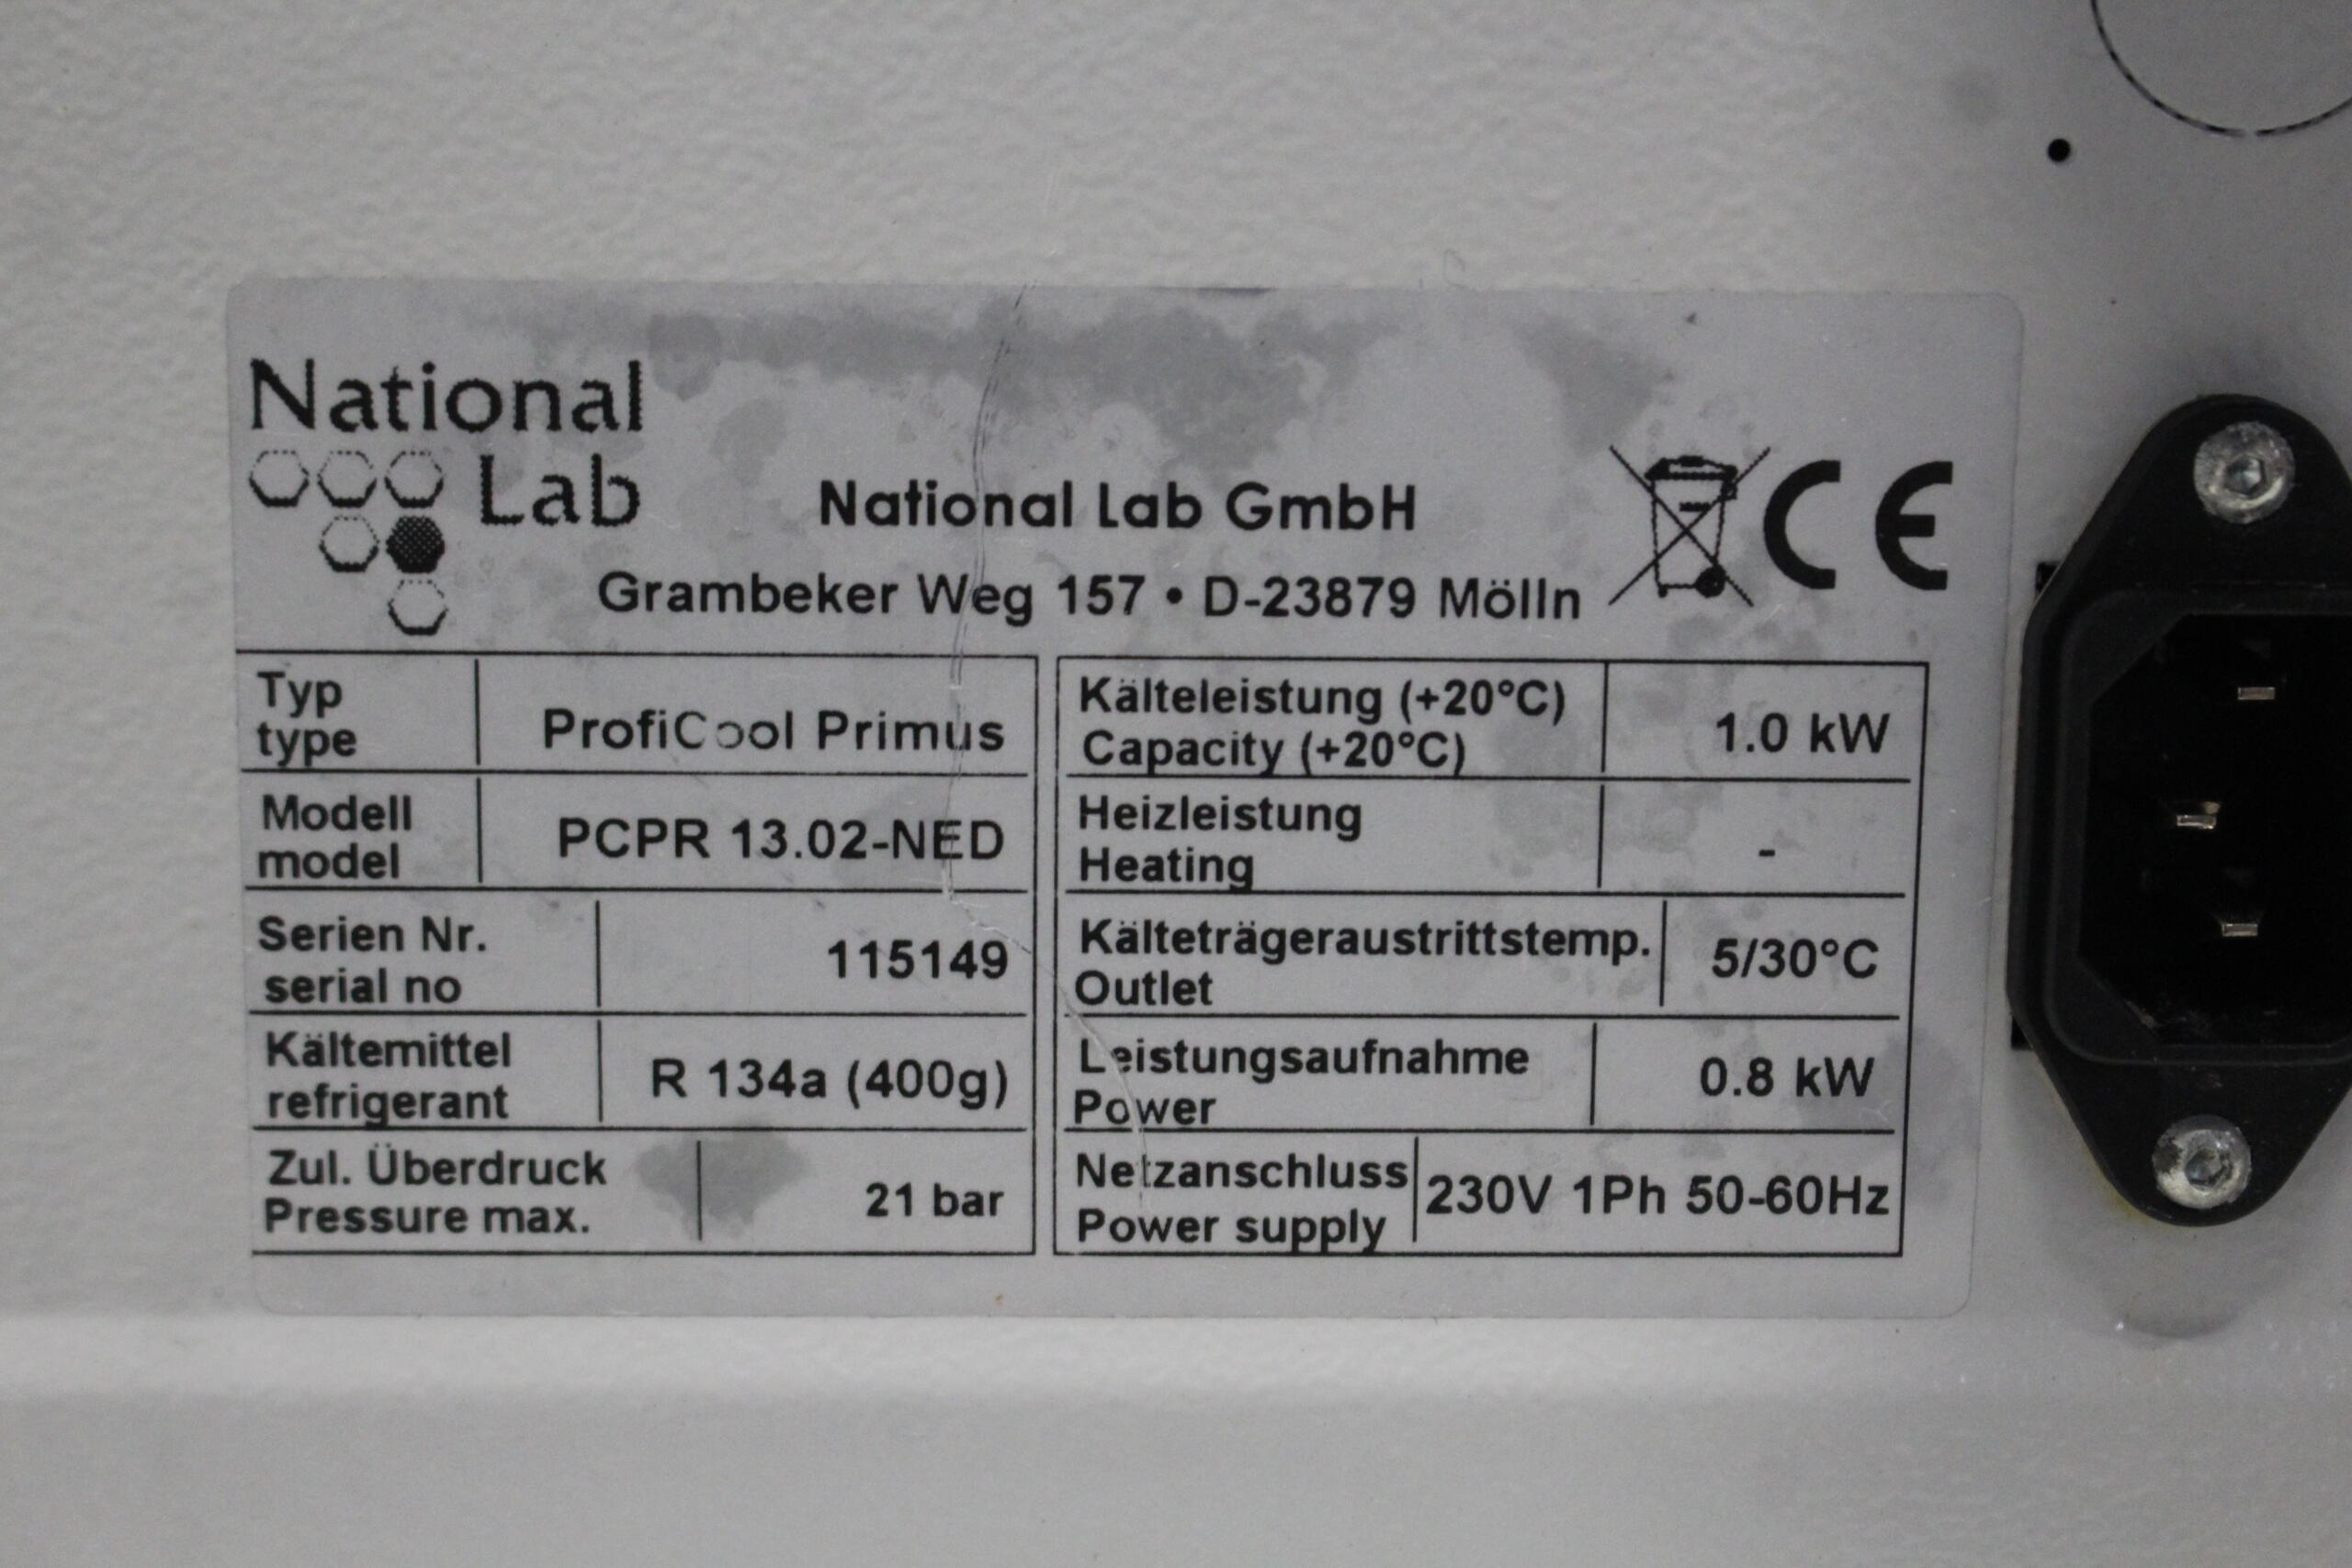 National
Lab
National Lab GmbH
CE
Grambeker Weg 157 • D-23879 Mölln
Typ
type
ProfiCool Primus
Modell
model
PCPR 13.02-NED
Serien Nr.
serial no
115149
Kältemittel
refrigerant
R 134a (400g)
Zul. Überdruck
Pressure max.
21 bar
Kälteleistung (+20°C)
Capacity (+20°C)
1.0 kW
Heizleistung
Heating
-
Kälteträgeraustrittstemp.
Outlet
5/30°C
Leistungsaufnahme
Power
0.8 kW
Netzanschluss
Power supply
230V 1Ph 50-60Hz